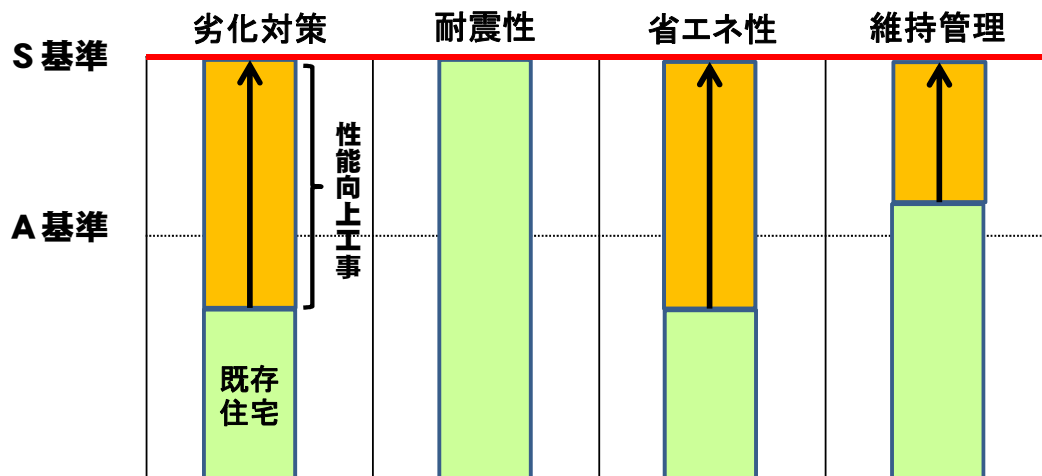 劣化対策
耐震性
省エネ性
維持管理
S基準
性能向上工事
A基準
既存
住宅